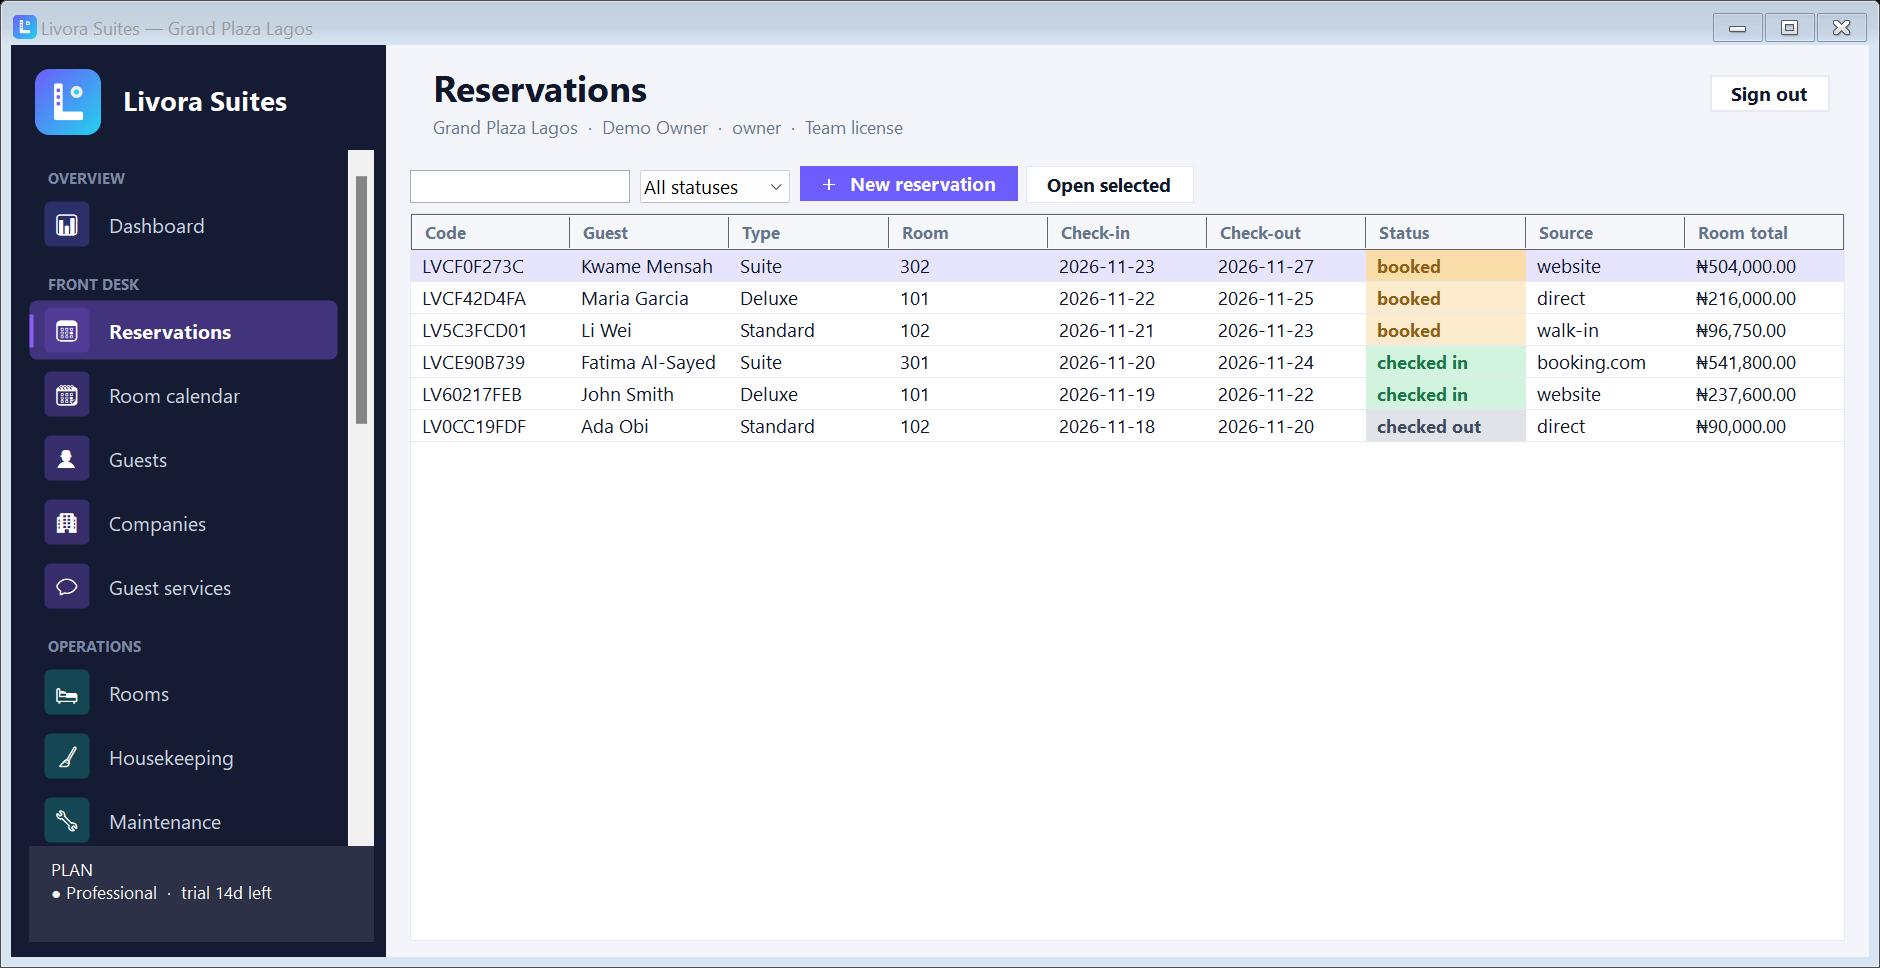 Livora Suites — Grand Plaza Lagos
Livora Suites
OVERVIEW
Dashboard
FRONT DESK
Reservations
Room calendar
Guests
Companies
Guest services
OPERATIONS
Rooms
Housekeeping
Maintenance
PLAN
● Professional · trial 14d left
Reservations
Grand Plaza Lagos · Demo Owner · owner · Team license
Sign out
All statuses
+ New reservation
Open selected
Code Guest Type Room Check-in Check-out Status Source Room total
LVCF0F273C Kwame Mensah Suite 302 2026-11-23 2026-11-27 booked website ₦504,000.00
LVCF42D4FA Maria Garcia Deluxe 101 2026-11-22 2026-11-25 booked direct ₦216,000.00
LV5C3FCD01 Li Wei Standard 102 2026-11-21 2026-11-23 booked walk-in ₦96,750.00
LVCE90B739 Fatima Al-Sayed Suite 301 2026-11-20 2026-11-24 checked in booking.com ₦541,800.00
LV60217FEB John Smith Deluxe 101 2026-11-19 2026-11-22 checked in website ₦237,600.00
LV0CC19FDF Ada Obi Standard 102 2026-11-18 2026-11-20 checked out direct ₦90,000.00